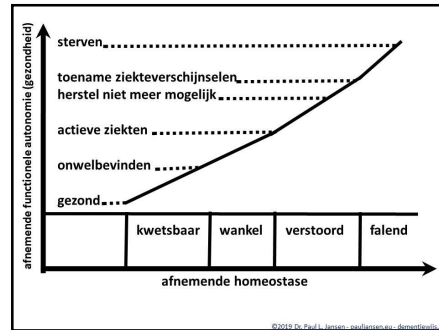 afnemende functionele autonomie (gezondheid)
sterven
toename ziekteverschijnselen
herstel niet meer mogelijk
actieve ziekten
onwelbevinden
gezond
kwetsbaar
wankel
verstoord
falend
afnemende homeostase
©2019 Dr. Paul L. Jansen - pauljansen.eu - dementiewijs.